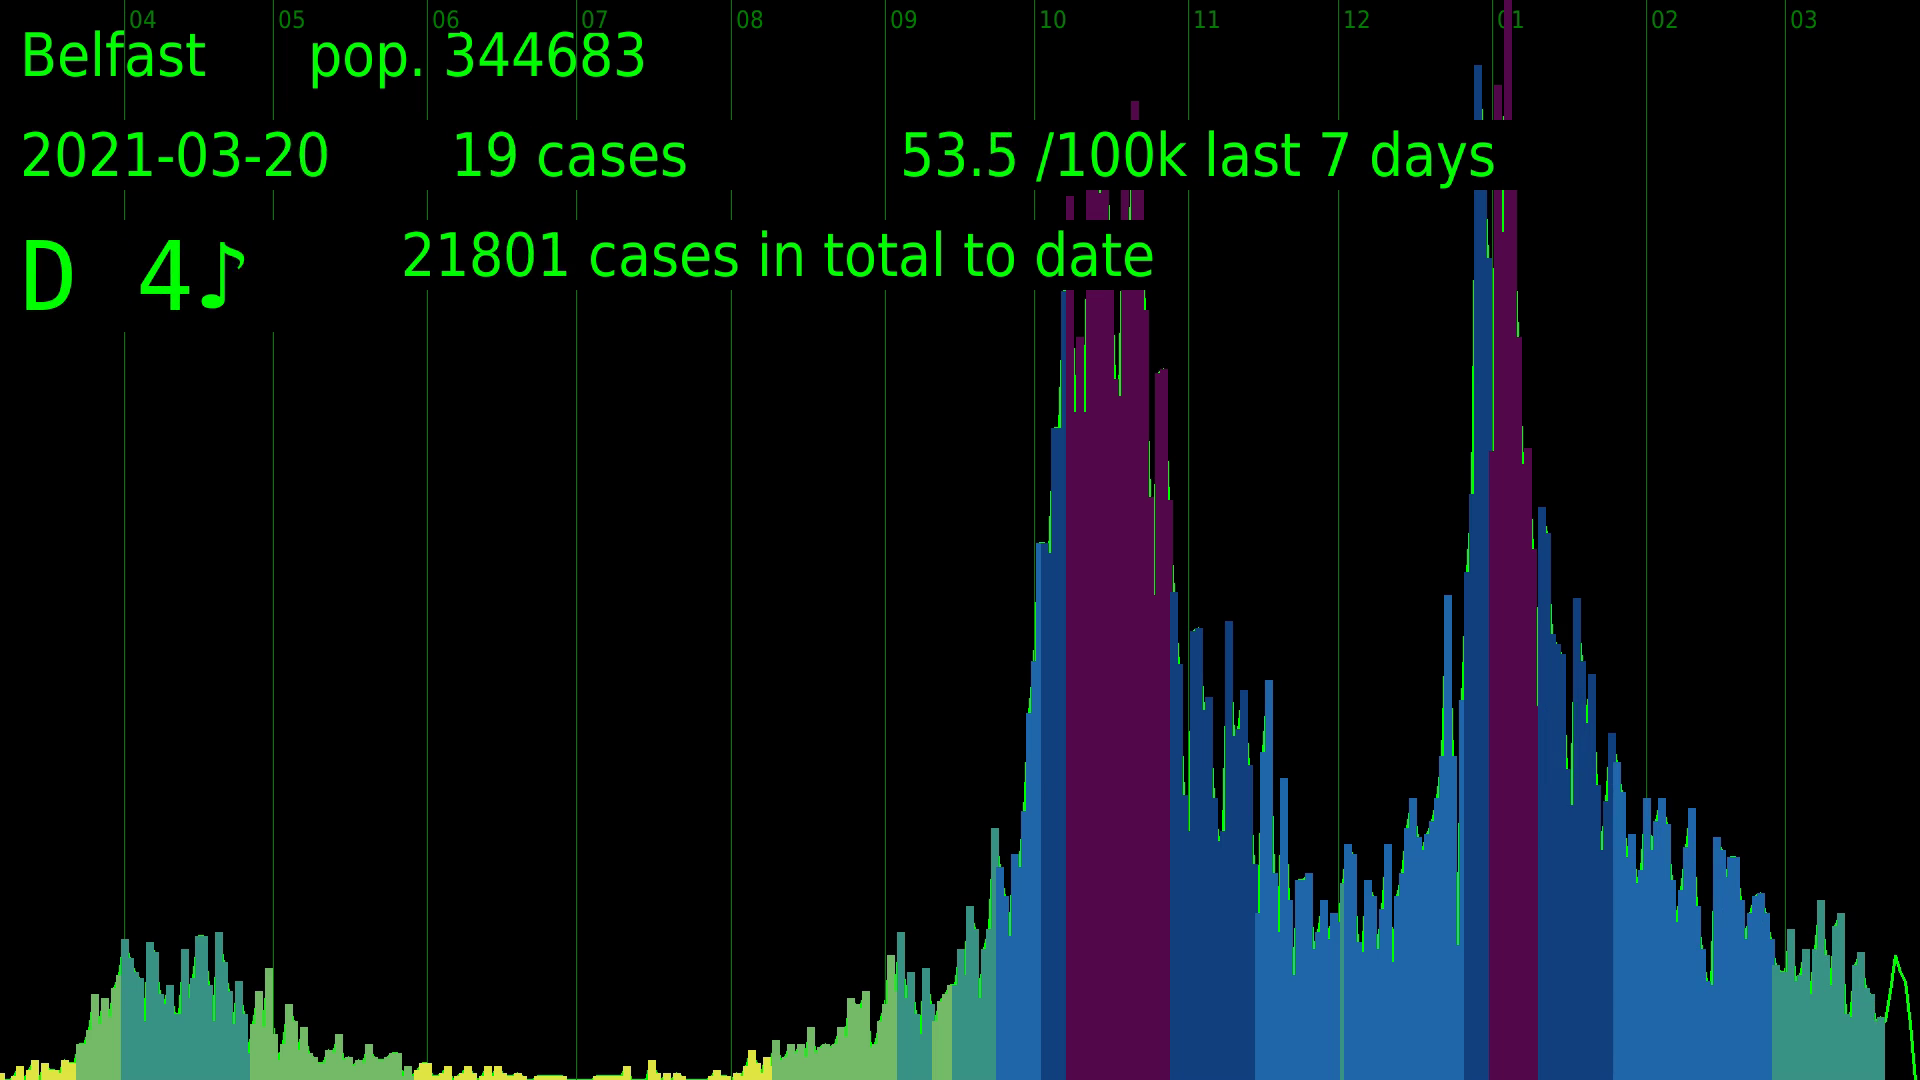 04 05 06 07 08 09 10 11 12 01 02 03
Belfast pop. 344683
2021-03-20 19 cases 53.5 /100k last 7 days
D 4♪ 21801 cases in total to date